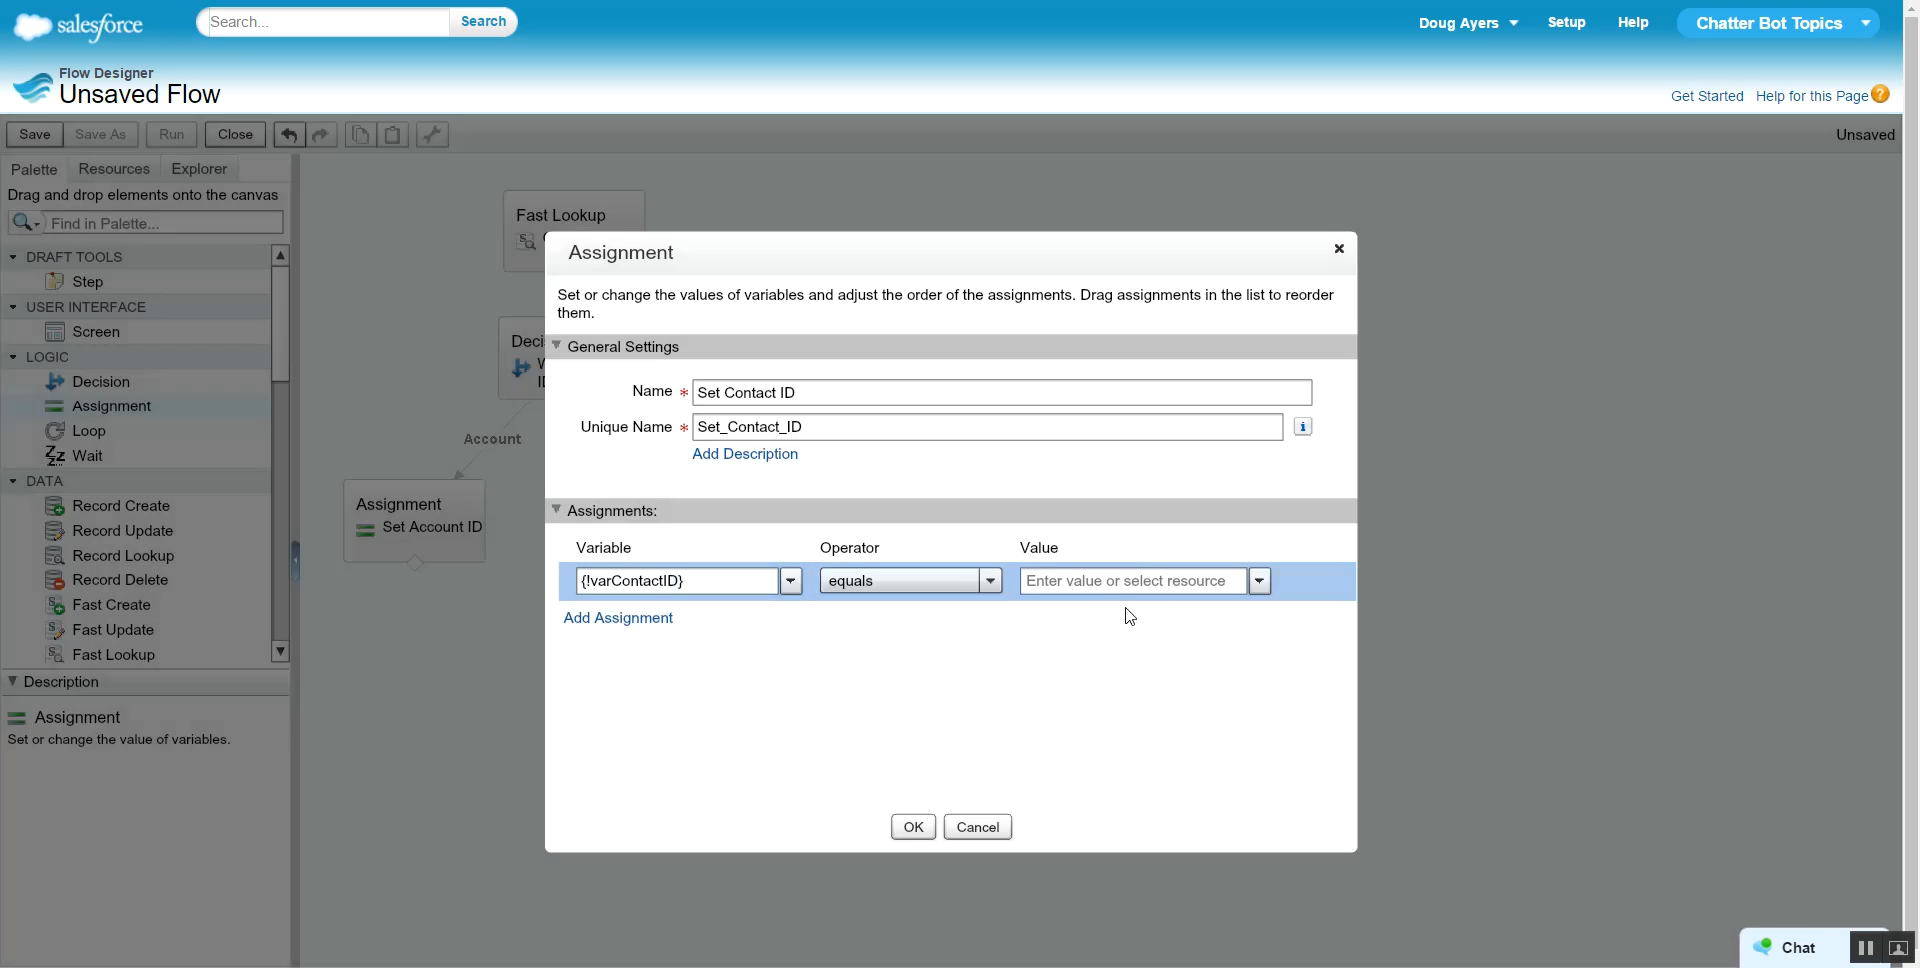 salesforce
Search...
Search
Doug Ayers
Setup
Help
Chatter Bot Topics
Flow Designer
Unsaved Flow
Get Started
Help for this Page
?
Save
Save As
Run
Close
Unsaved
Palette
Resources
Explorer
Drag and drop elements onto the canvas
Find in Palette...
DRAFT TOOLS
Step
USER INTERFACE
Screen
LOGIC
Decision
Assignment
Loop
Wait
DATA
Record Create
Record Update
Record Lookup
Record Delete
Fast Create
Fast Update
Fast Lookup
Description
Assignment
Set or change the value of variables.
Fast Lookup
Account
Assignment
Set Account ID
Assignment
Set or change the values of variables and adjust the order of the assignments. Drag assignments in the list to reorder
them.
General Settings
Name * Set Contact ID
Unique Name * Set_Contact_ID
i
Add Description
Assignments:
Variable Operator Value
{!varContactID} equals Enter value or select resource
Add Assignment
OK
Cancel
Chat